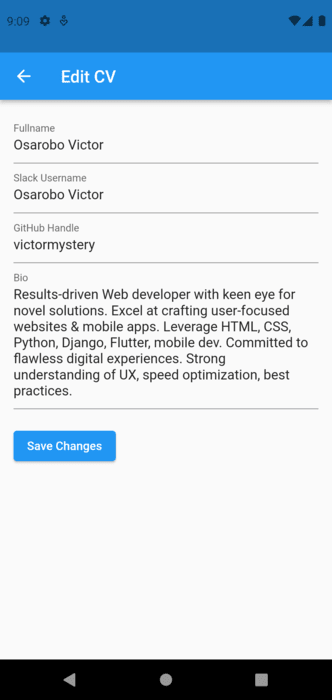 9:09
Edit CV
Fullname
Osarobo Victor
Slack Username
Osarobo Victor
GitHub Handle
victormystery
Bio
Results-driven Web developer with keen eye for
novel solutions. Excel at crafting user-focused
websites & mobile apps. Leverage HTML, CSS,
Python, Django, Flutter, mobile dev. Committed to
flawless digital experiences. Strong
understanding of UX, speed optimization, best
practices.
Save Changes